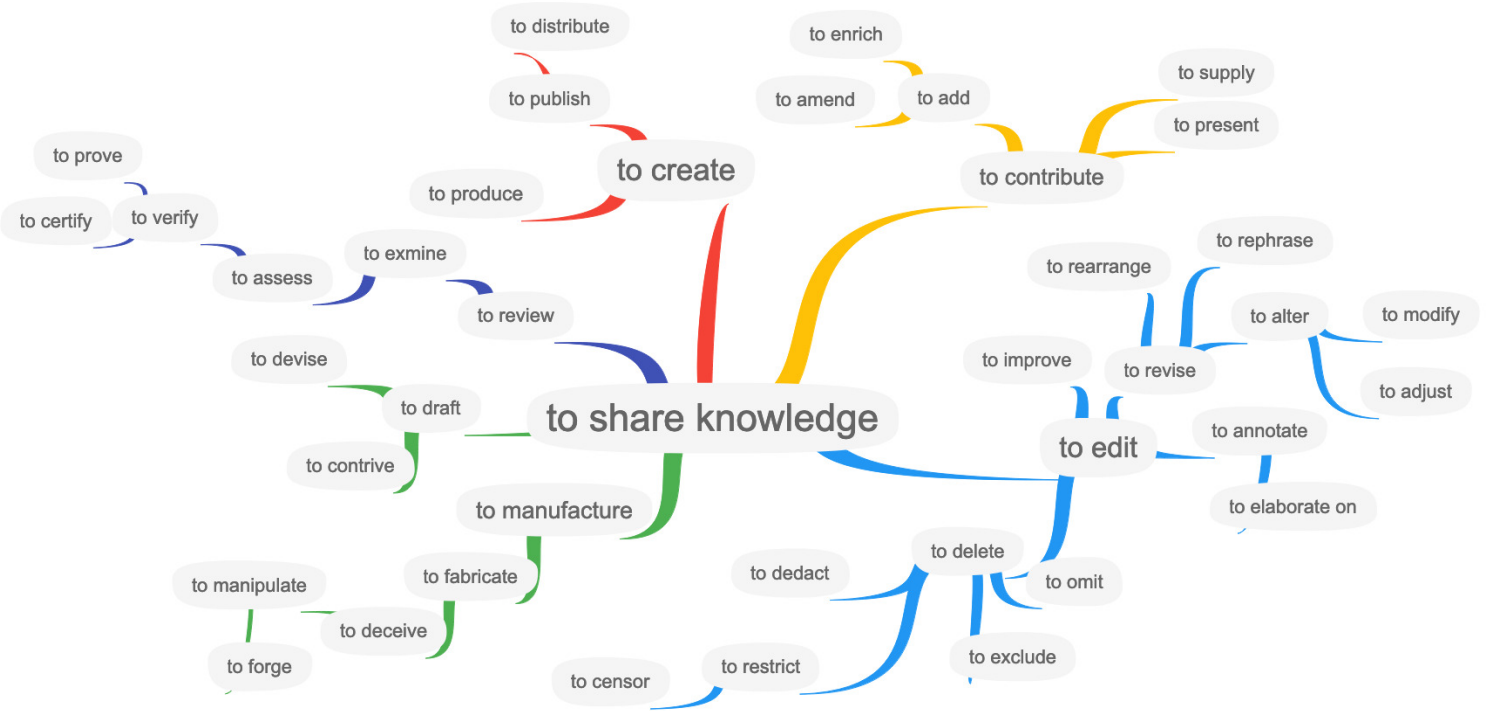 to distribute
to enrich
to supply
to publish
to amend
to add
to present
to prove
to create
to contribute
to produce
to certify
to verify
to rephrase
to exmine
to rearrange
to assess
to review
to alter
to modify
to devise
to improve
to revise
to adjust
to draft
to share knowledge
to annotate
to edit
to contrive
to manufacture
to elaborate on
to delete
to fabricate
to dedact
to omit
to manipulate
to deceive
to exclude
to forge
to restrict
to censor